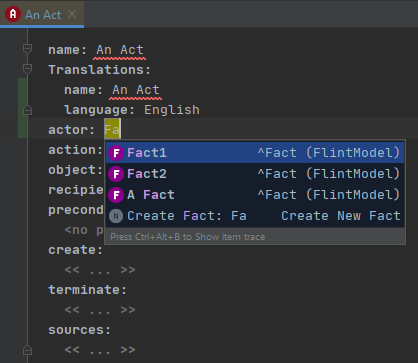 A An Act ×
name: An Act
Translations:
name: An Act
language: English
actor: Fa
action:
F Fact1 ^Fact (FlintModel)
object:
F Fact2 ^Fact (FlintModel)
recipie
F A Fact ^Fact (FlintModel)
precond
N Create Fact: Fa Create New Fact
<no p
Press Ctrl+Alt+B to Show item trace
create:
<< ... >>
terminate:
<< ... >>
sources:
<< ... >>